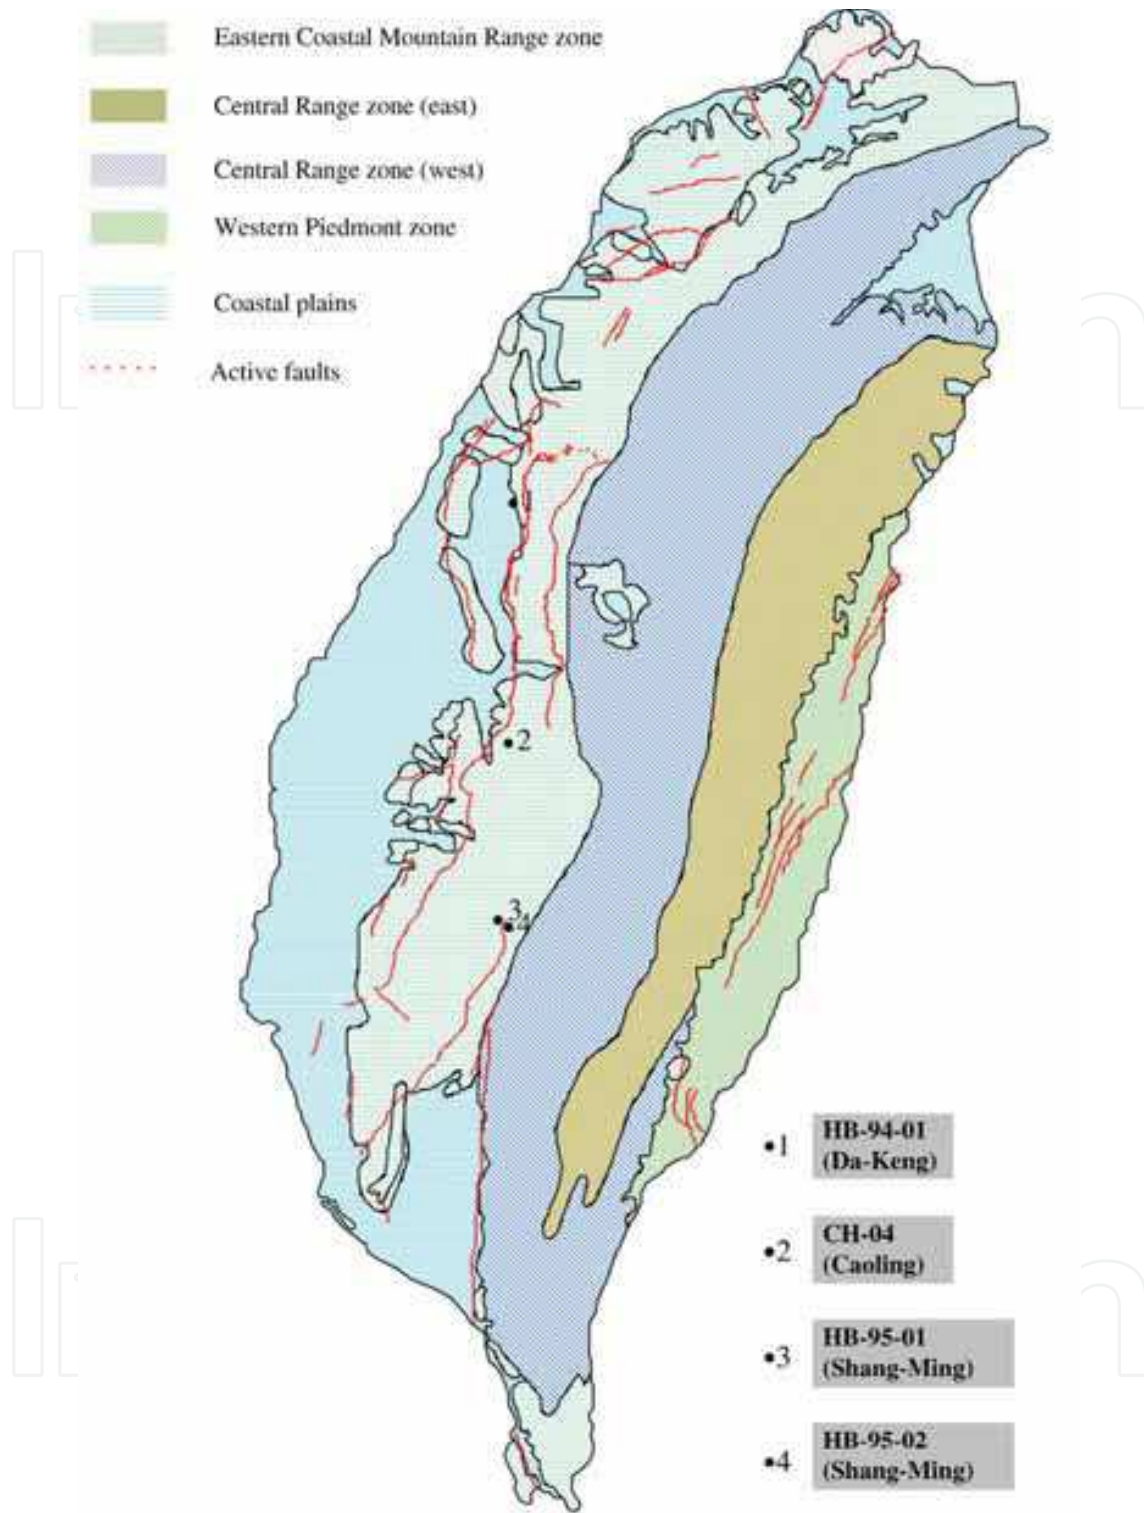 Eastern Coastal Mountain Range zone
Central Range zone (east)
Central Range zone (west)
Western Piedmont zone
Coastal plains
Active faults
2
3
4
1
HB-94-01
(Da-Keng)
2
CH-04
(Caoling)
3
HB-95-01
(Shang-Ming)
4
HB-95-02
(Shang-Ming)